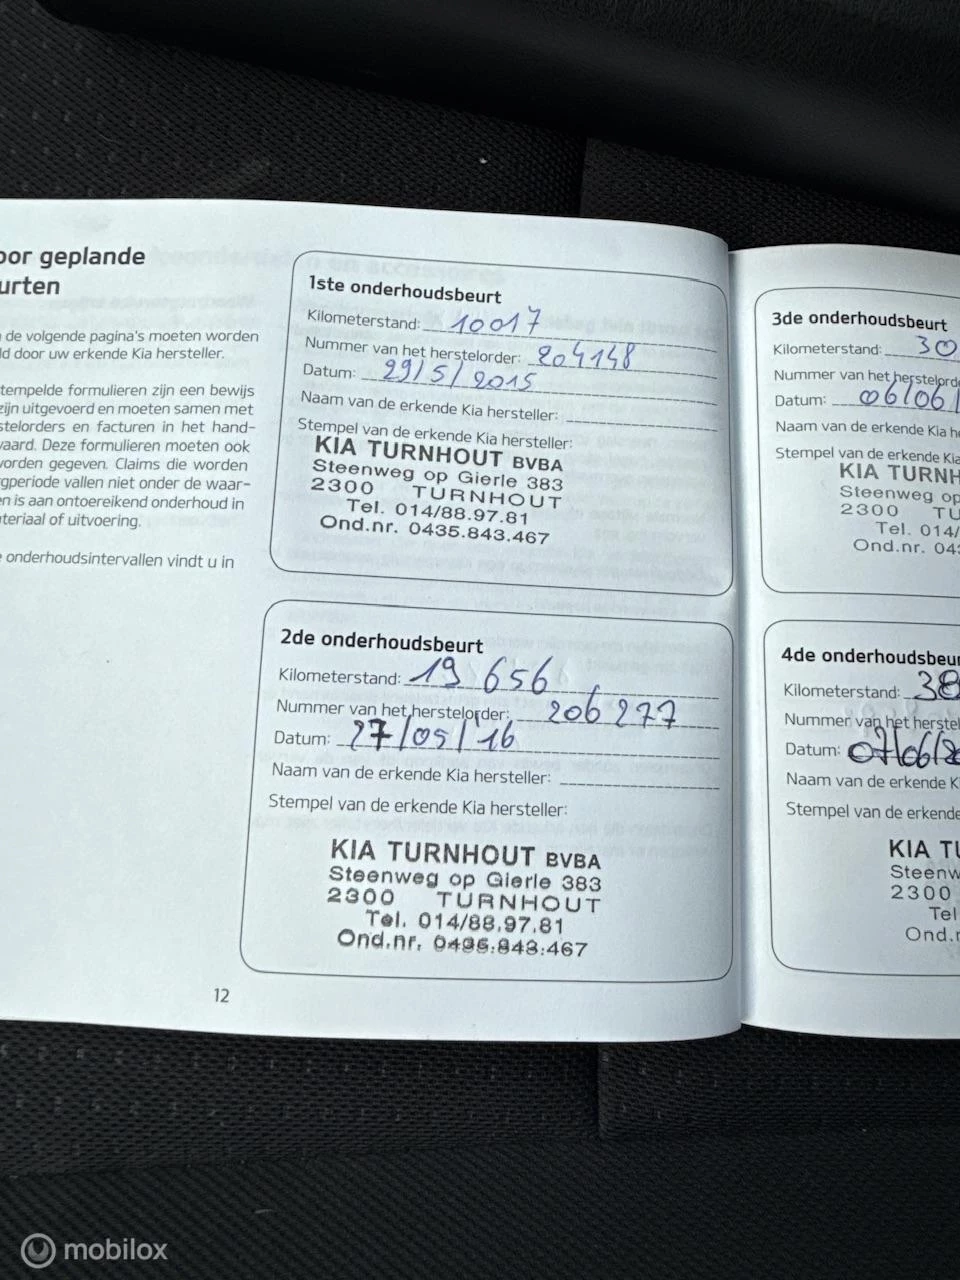 oor geplande
urten
de volgende pagina's moeten worden
ld door uw erkende Kia hersteller.
tempelde formulieren zijn een bewijs
zijn uitgevoerd en moeten samen met
stelorders en facturen in het hand-
vaard. Deze formulieren moeten ook
vorden gegeven. Claims die worden
gperiode vallen niet onder de waar-
en is aan ontoereikend onderhoud in
teriaal of uitvoering.
e onderhoudsintervallen vindt u in
1ste onderhoudsbeurt
Kilometerstand: 10017
Nummer van het herstelorder: 204148
Datum: 29/5/2015
Naam van de erkende Kia hersteller:
Stempel van de erkende Kia hersteller:
KIA TURNHOUT BVBA
Steenweg op Gierle 383
2300 TURNHOUT
Tel. 014/88.97.81
Ond.nr. 0435.843.467
2de onderhoudsbeurt
Kilometerstand: 19 656
Nummer van het herstelorder: 206277
Datum: 27/05/16
Naam van de erkende Kia hersteller:
Stempel van de erkende Kia hersteller:
KIA TURNHOUT BVBA
Steenweg op Gierle 383
2300 TURNHOUT
Tel. 014/88.97.81
Ond.nr. 0435.843.467
12
3de onderhoudsbeurt
Kilometerstand: 30
Nummer van het herstelorde
Datum: 06/06/
Naam van de erkende Kia he
Stempel van de erkende Kia
KIA TURNH
Steenweg op
2300 TU
Tel. 014/
Ond.nr. 043
4de onderhoudsbeur
Kilometerstand: 38
Nummer van het herstel
Datum: 07/06/20
Naam van de erkende K
Stempel van de erkende
KIA TU
Steenw
2300
Tel
Ond.n
mobilox